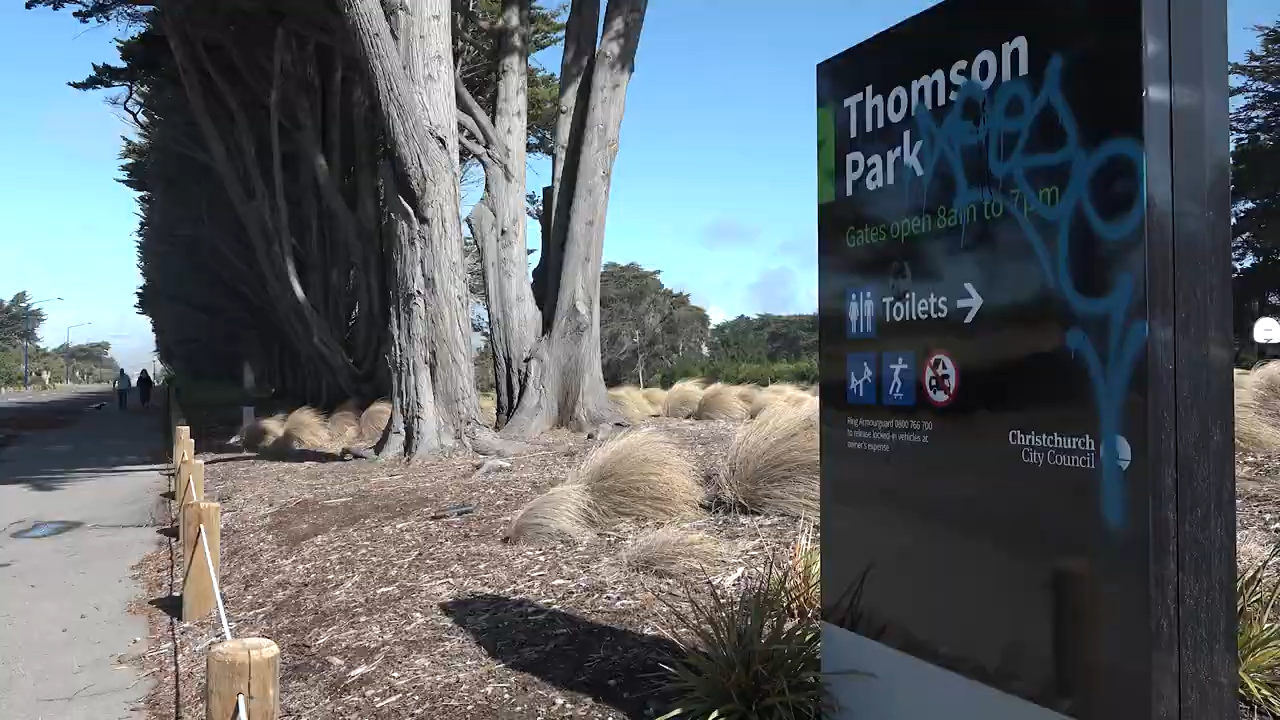 Thomson
Park
Gates open 8am to 7pm
Toilets
Ring Armourguard 0800 766 700
to release locked-in vehicles at
owner's expense
Christchurch
City Council